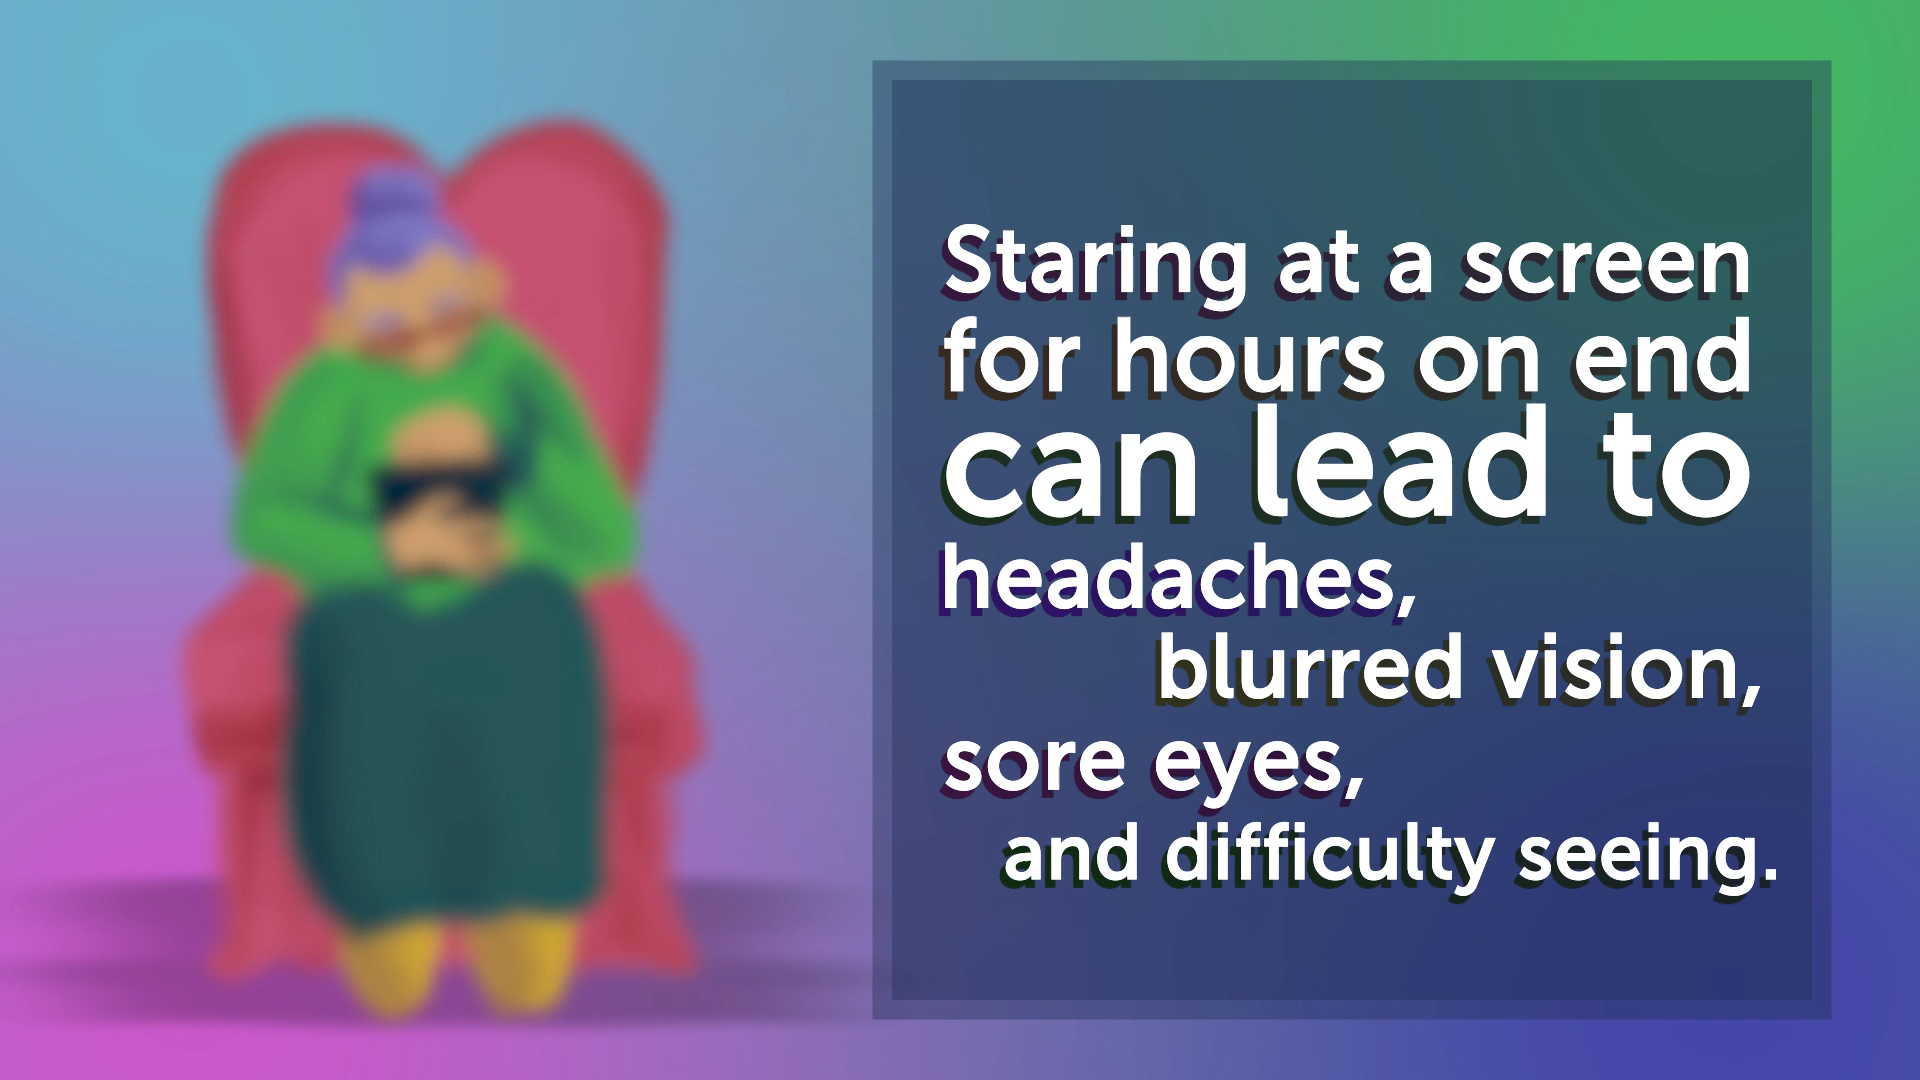 Staring at a screen
for hours on end
can lead to
headaches,
blurred vision,
sore eyes,
and difficulty seeing.